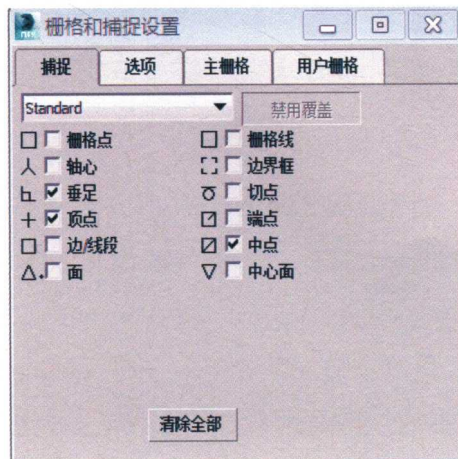 栅格和捕捉设置
捕捉 选项 主栅格 用户栅格
Standard 禁用覆盖
栅格点 栅格线
轴心 边界框
垂足 切点
顶点 端点
边/线段 中点
面 中心面
清除全部